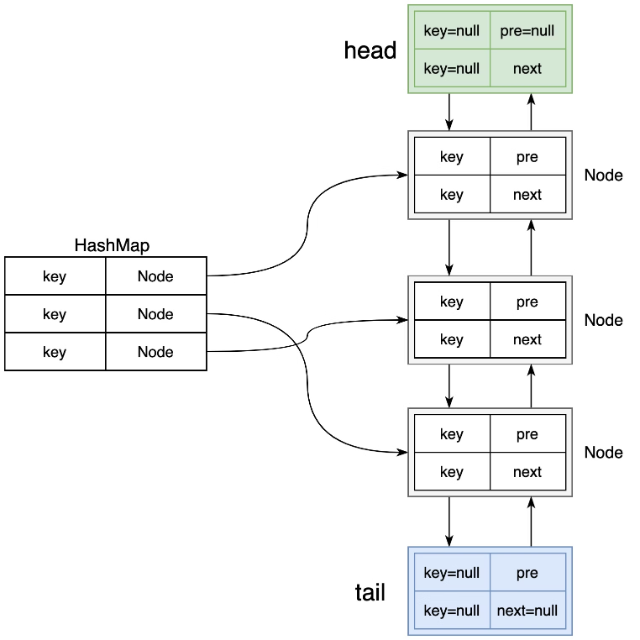 key=null pre=null
head
key=null next
key pre
Node
key next
HashMap
key Node
key Node
key Node
key pre
Node
key next
key pre
Node
key next
key=null pre
tail
key=null next=null